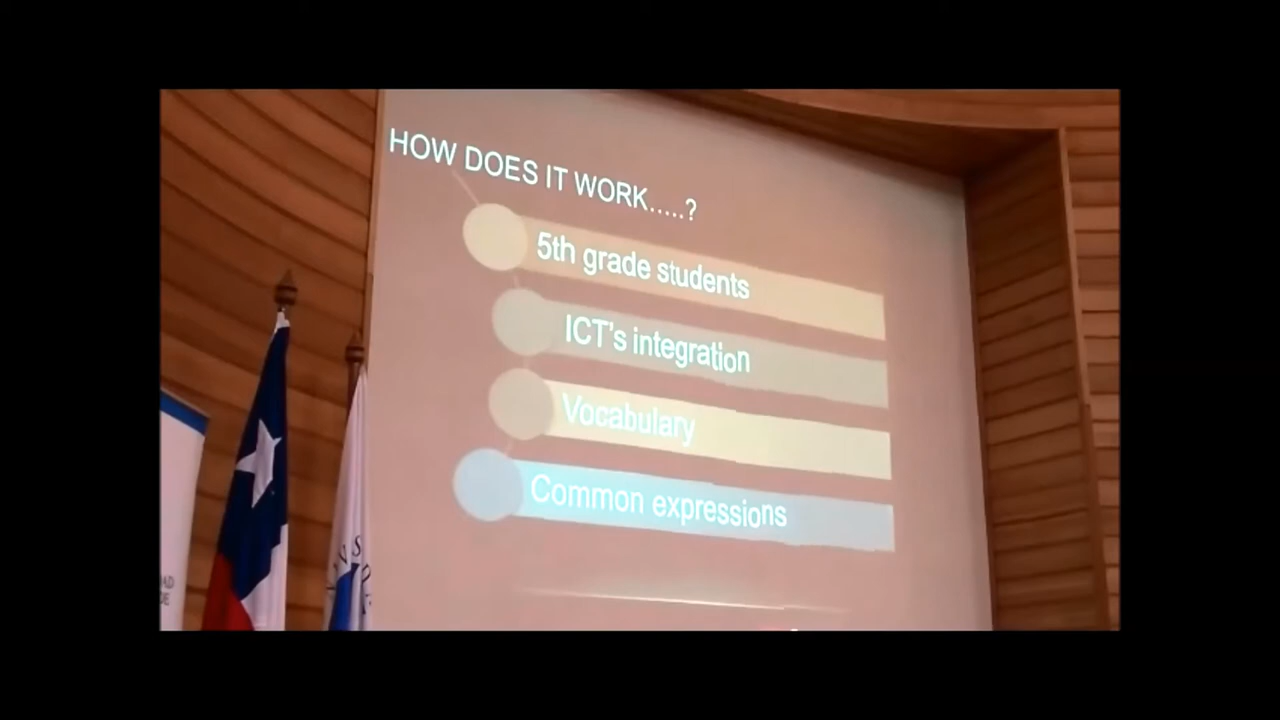 HOW DOES IT WORK.....?
5th grade students
ICT's integration
Vocabulary
Common expressions